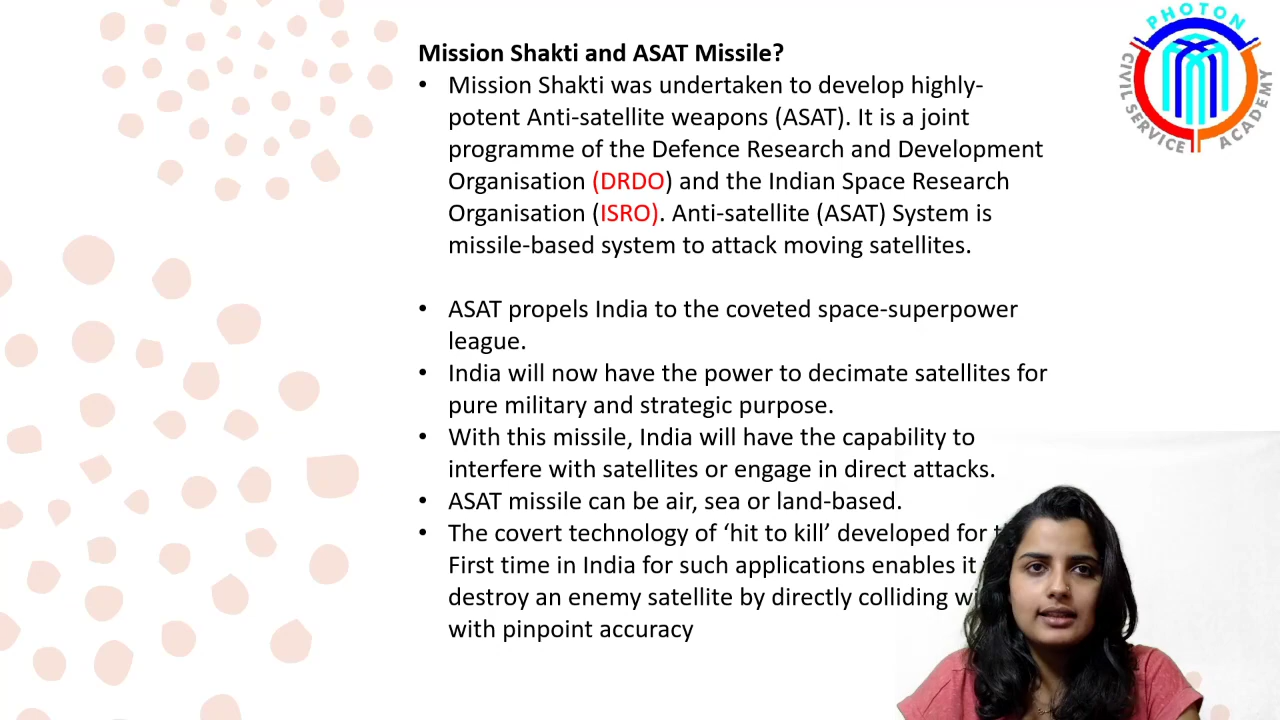 PHOTON
CIVIL SERVICE ACADEMY
Mission Shakti and ASAT Missile?
• Mission Shakti was undertaken to develop highly-
potent Anti-satellite weapons (ASAT). It is a joint
programme of the Defence Research and Development
Organisation (DRDO) and the Indian Space Research
Organisation (ISRO). Anti-satellite (ASAT) System is
missile-based system to attack moving satellites.
• ASAT propels India to the coveted space-superpower
league.
• India will now have the power to decimate satellites for
pure military and strategic purpose.
• With this missile, India will have the capability to
interfere with satellites or engage in direct attacks.
• ASAT missile can be air, sea or land-based.
• The covert technology of ‘hit to kill’ developed for
First time in India for such applications enables it
destroy an enemy satellite by directly colliding
with pinpoint accuracy